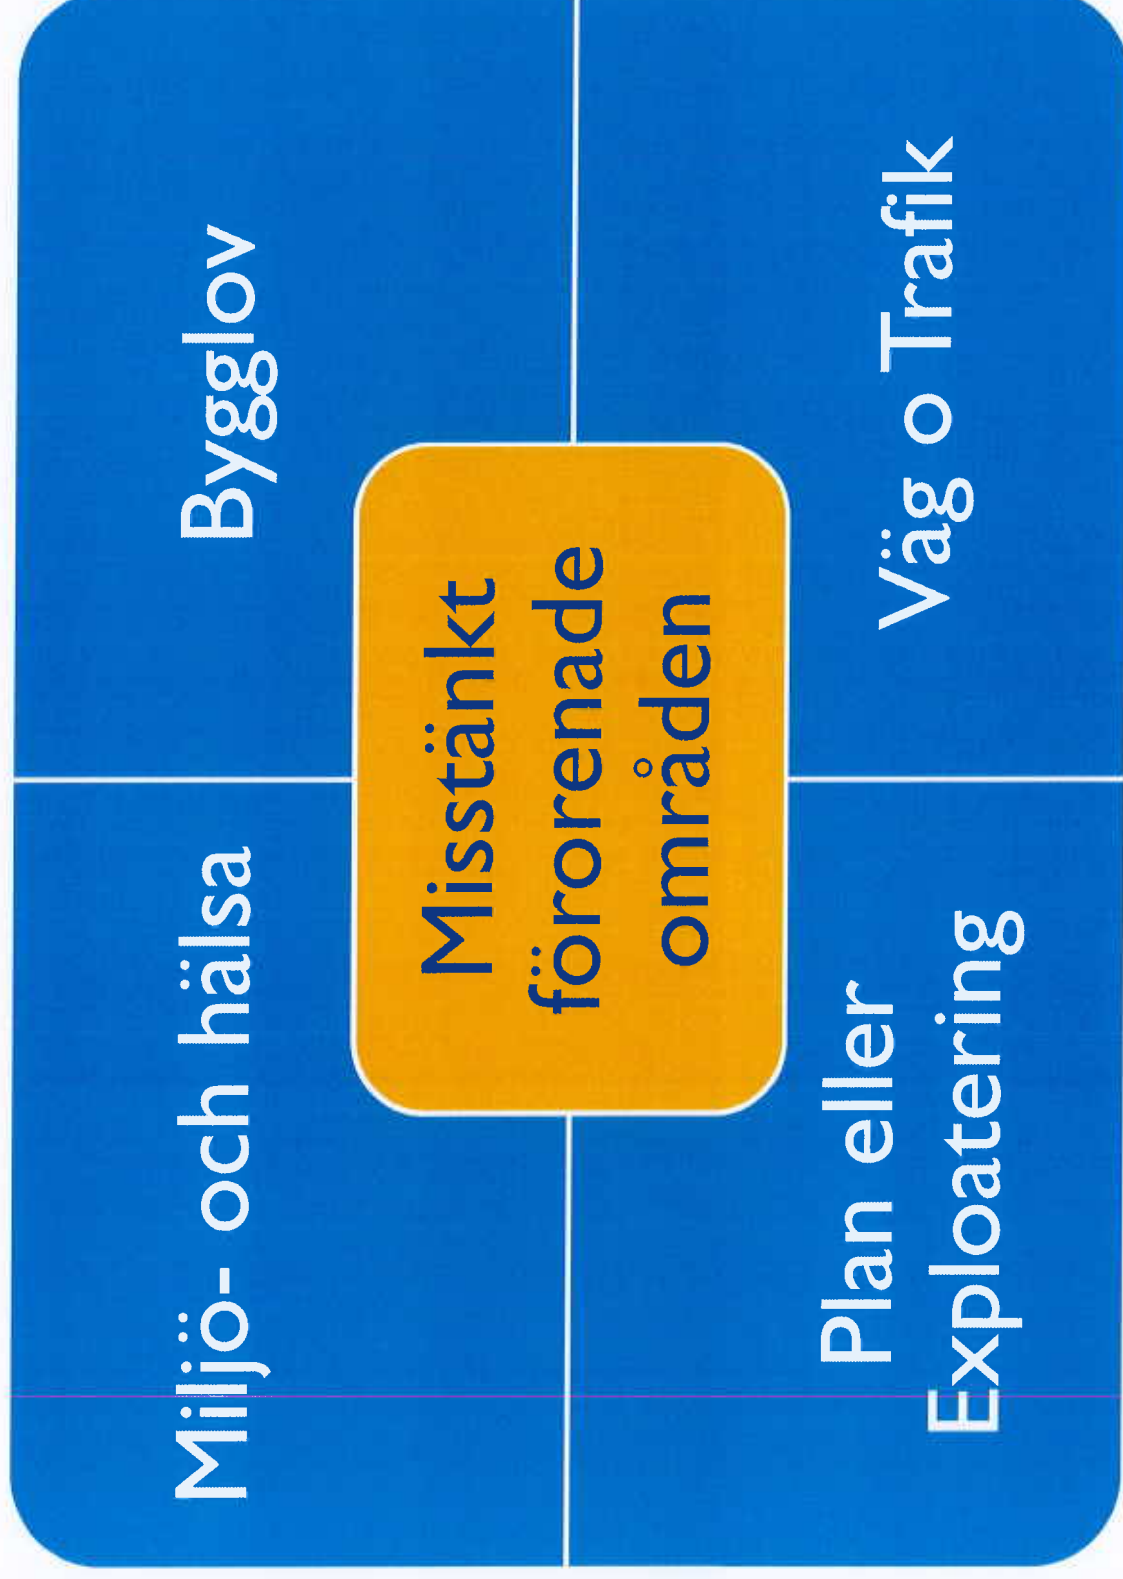 Miljö- och hälsa
Bygglov
Misstänkt
förorenade
områden
Plan eller
Exploatering
Väg o Trafik